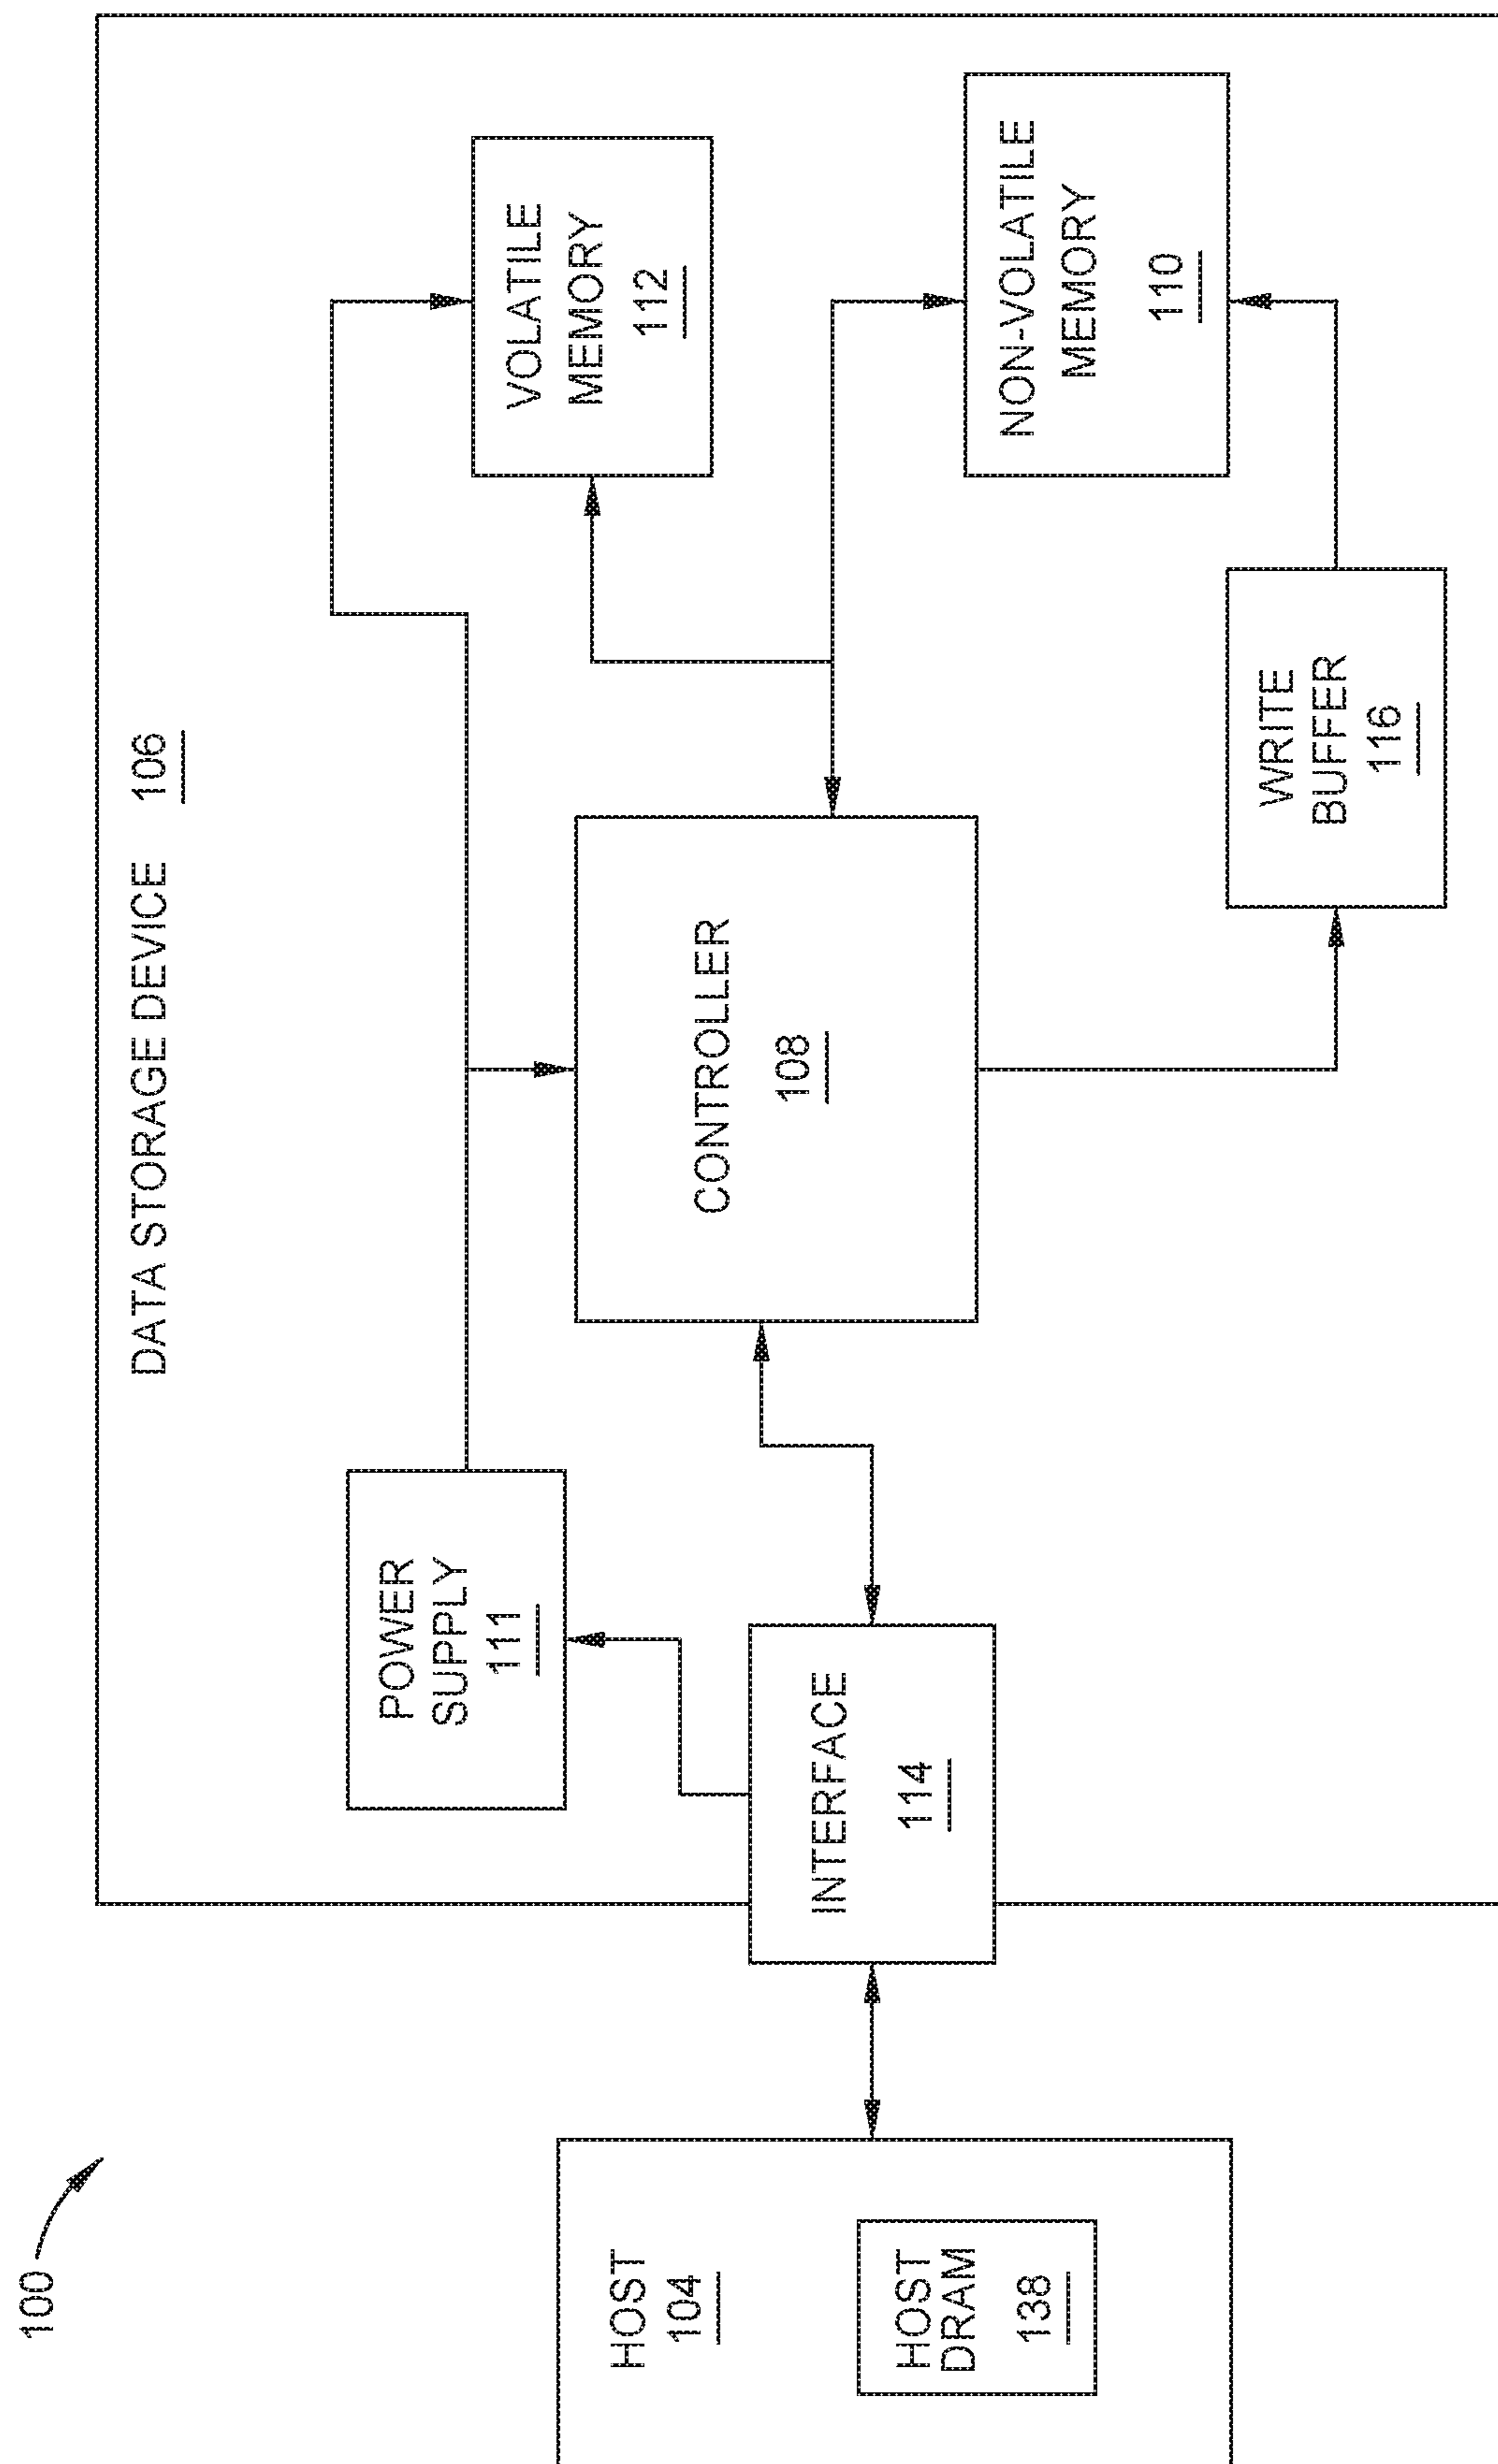 100
HOST
104
HOST
DRAM
138
DATA STORAGE DEVICE 106
POWER
SUPPLY
111
INTERFACE
114
CONTROLLER
108
VOLATILE
MEMORY
112
WRITE
BUFFER
116
NON-VOLATILE
MEMORY
110